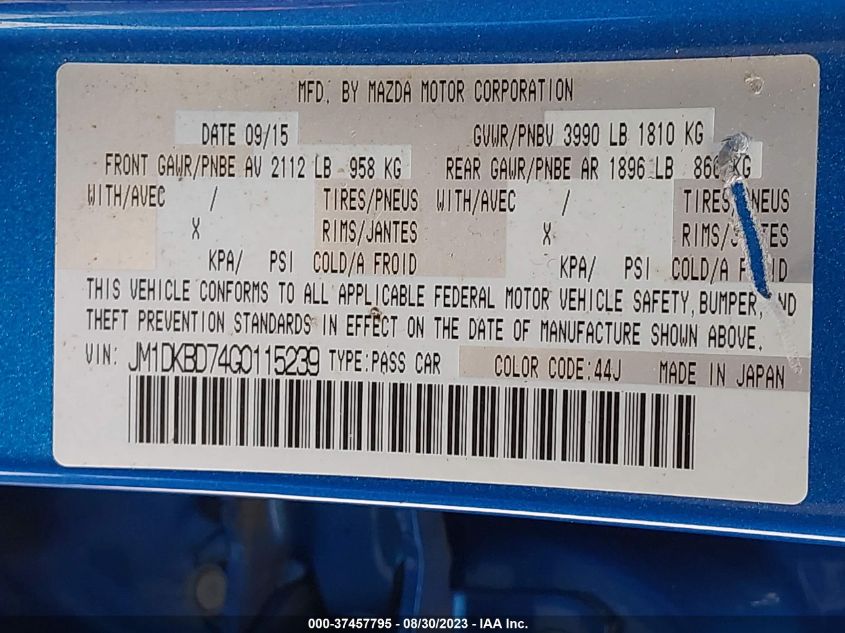 MFD. BY MAZDA MOTOR CORPORATION
DATE 09/15 GVWR/PNBV 3990 LB 1810 KG
FRONT GAWR/PNBE AV 2112 LB 958 KG REAR GAWR/PNBE AR 1896 LB KG
WITH/AVEC / TIRES/PNEUS WITH/AVEC / TIRES/PNEUS
X RIMS/JANTES X RIMS/JANTES
KPA/ PSI COLD/A FROID KPA/ PSI COLD/A FROID
THIS VEHICLE CONFORMS TO ALL APPLICABLE FEDERAL MOTOR VEHICLE SAFETY, BUMPER, AND
THEFT PREVENTION STANDARDS IN EFFECT ON THE DATE OF MANUFACTURE SHOWN ABOVE.
VIN: JM1DKBD74G0115239 TYPE:PASS CAR COLOR CODE:44J MADE IN JAPAN
000-37457795 - 08/30/2023 - IAA Inc.